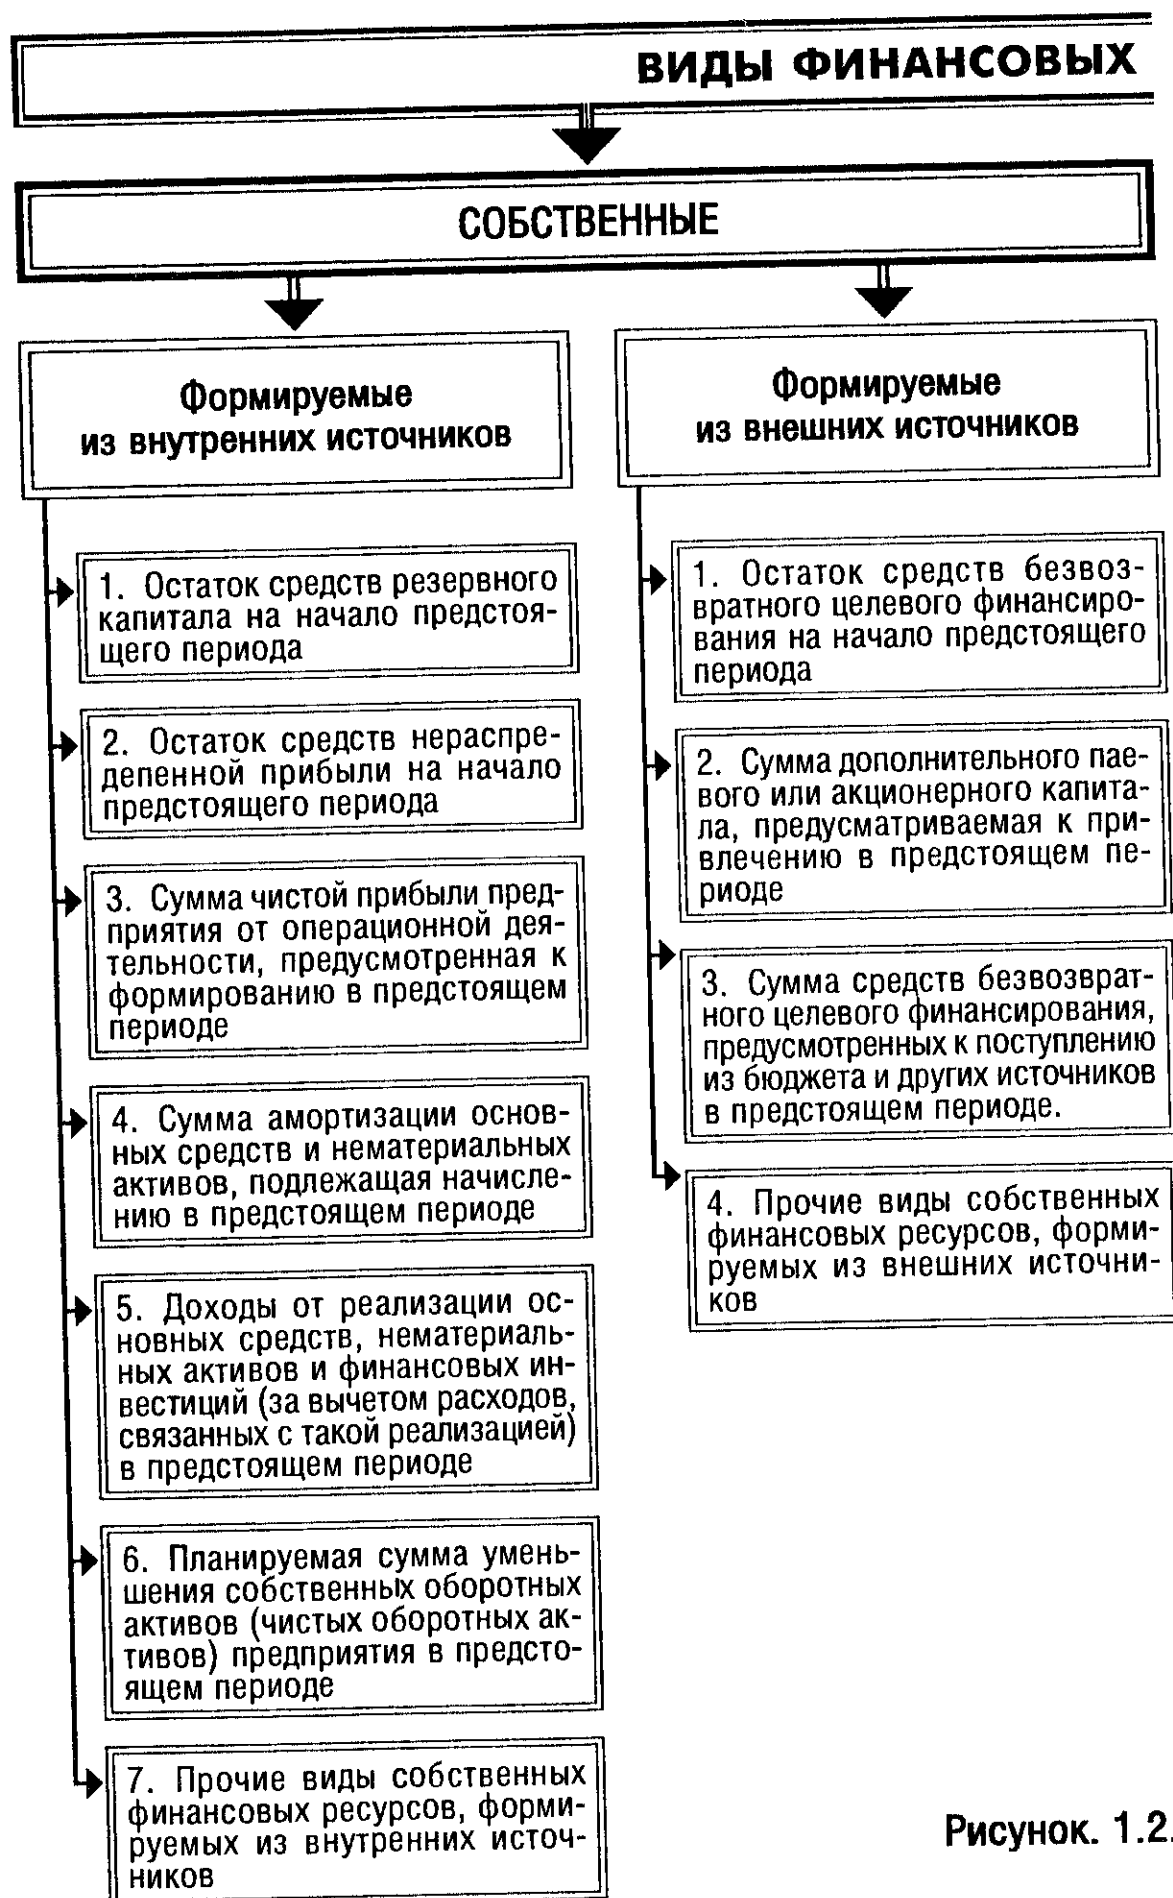 ВИДЫ ФИНАНСОВЫХ
СОБСТВЕННЫЕ
Формируемые
из внутренних источников
1. Остаток средств резервного
капитала на начало предстоя-
щего периода
2. Остаток средств нераспре-
депенной прибыли на начало
предстоящего периода
3. Сумма чистой прибыли пред-
приятия от операционной дея-
тельности, предусмотренная к
формированию в предстоящем
периоде
4. Сумма амортизации основ-
ных средств и нематериальных
активов, подлежащая начисле-
нию в предстоящем периоде
5. Доходы от реализации ос-
новных средств, нематериаль-
ных активов и финансовых ин-
вестиций (за вычетом расходов,
связанных с такой реализацией)
в предстоящем периоде
6. Планируемая сумма умень-
шения собственных оборотных
активов (чистых оборотных ак-
тивов) предприятия в предсто-
ящем периоде
7. Прочие виды собственных
финансовых ресурсов, форми-
руемых из внутренних источ-
ников
Формируемые
из внешних источников
1. Остаток средств безвоз-
вратного целевого финансиро-
вания на начало предстоящего
периода
2. Сумма дополнительного пае-
вого или акционерного капита-
ла, предусматриваемая к при-
влечению в предстоящем пе-
риоде
3. Сумма средств безвозврат-
ного целевого финансирования,
предусмотренных к поступлению
из бюджета и других источников
в предстоящем периоде.
4. Прочие виды собственных
финансовых ресурсов, форми-
руемых из внешних источни-
ков
Рисунок. 1.2.